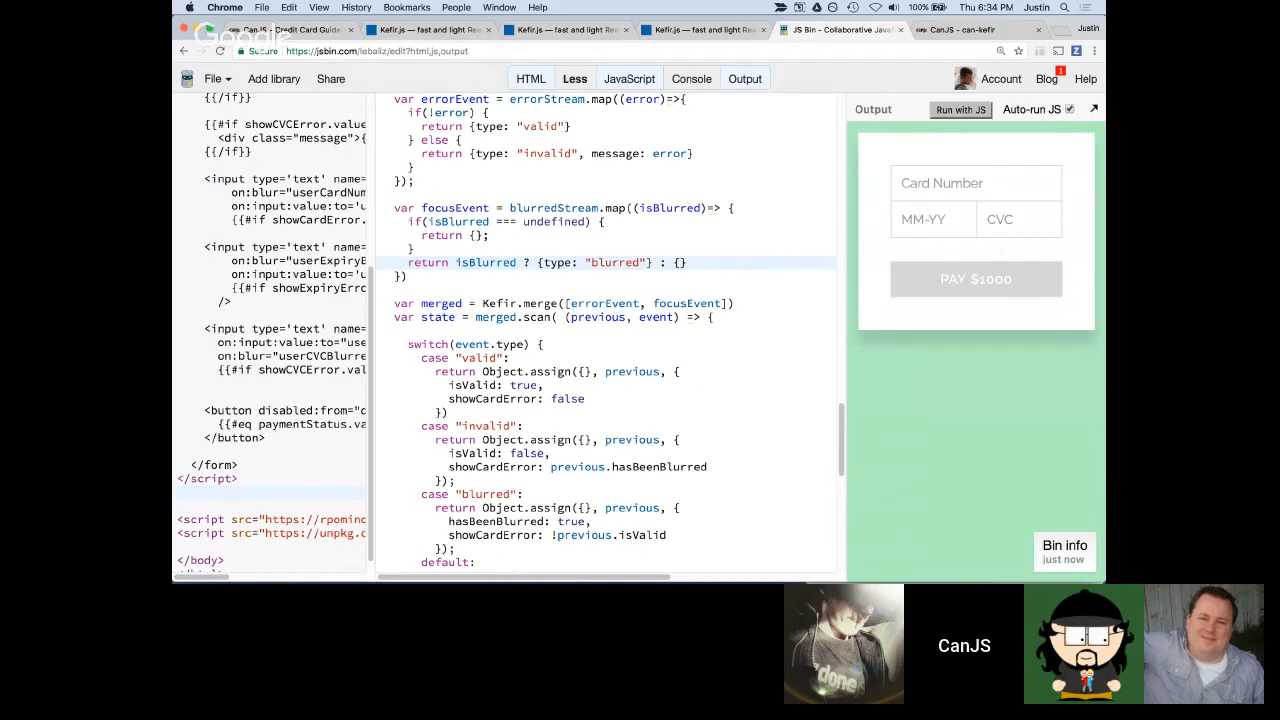 Chrome File Edit View History Bookmarks People Window Help 100% Thu 6:34 PM Justin
Google
CanJS - Credit Card Guide Kefir.js — fast and light Rea Kefir.js — fast and light Rea Kefir.js — fast and light Rea JS Bin - Collaborative Java CanJS - can-kefir Justin
Secure https://jsbin.com/lebaliz/edit?html,js,output
File Add library Share HTML Less JavaScript Console Output Account Blog 1 Help
{{/if}}
{{#if showCVCError.value
<div class="message">{
{{/if}}
<input type='text' name=
on:blur="userCardNum
on:input:value:to="u
{{#if showCardError.
<input type='text' name=
on:blur="userExpiryB
on:input:value:to="u
{{#if showExpiryErro
/>
<input type='text' name=
on:input:value:to="us
on:blur="userCVCBlurre
{{#if showCVCError.val
<button disabled:from="c
{{#eq paymentStatus.va
</button>
</form>
</script>
<script src="https://rpominc
<script src="https://unpkg.c
</body>
var errorEvent = errorStream.map((error)=>{
if(!error) {
return {type: "valid"}
} else {
return {type: "invalid", message: error}
}
});
var focusEvent = blurredStream.map((isBlurred)=> {
if(isBlurred === undefined) {
return {};
}
return isBlurred ? {type: "blurred"} : {}
})
var merged = Kefir.merge([errorEvent, focusEvent])
var state = merged.scan( (previous, event) => {
switch(event.type) {
case "valid":
return Object.assign({}, previous, {
isValid: true,
showCardError: false
})
case "invalid":
return Object.assign({}, previous, {
isValid: false,
showCardError: previous.hasBeenBlurred
});
case "blurred":
return Object.assign({}, previous, {
hasBeenBlurred: true,
showCardError: !previous.isValid
});
default:
Output Run with JS Auto-run JS
Card Number
MM-YY CVC
PAY $1000
Bin info
just now
done
CanJS